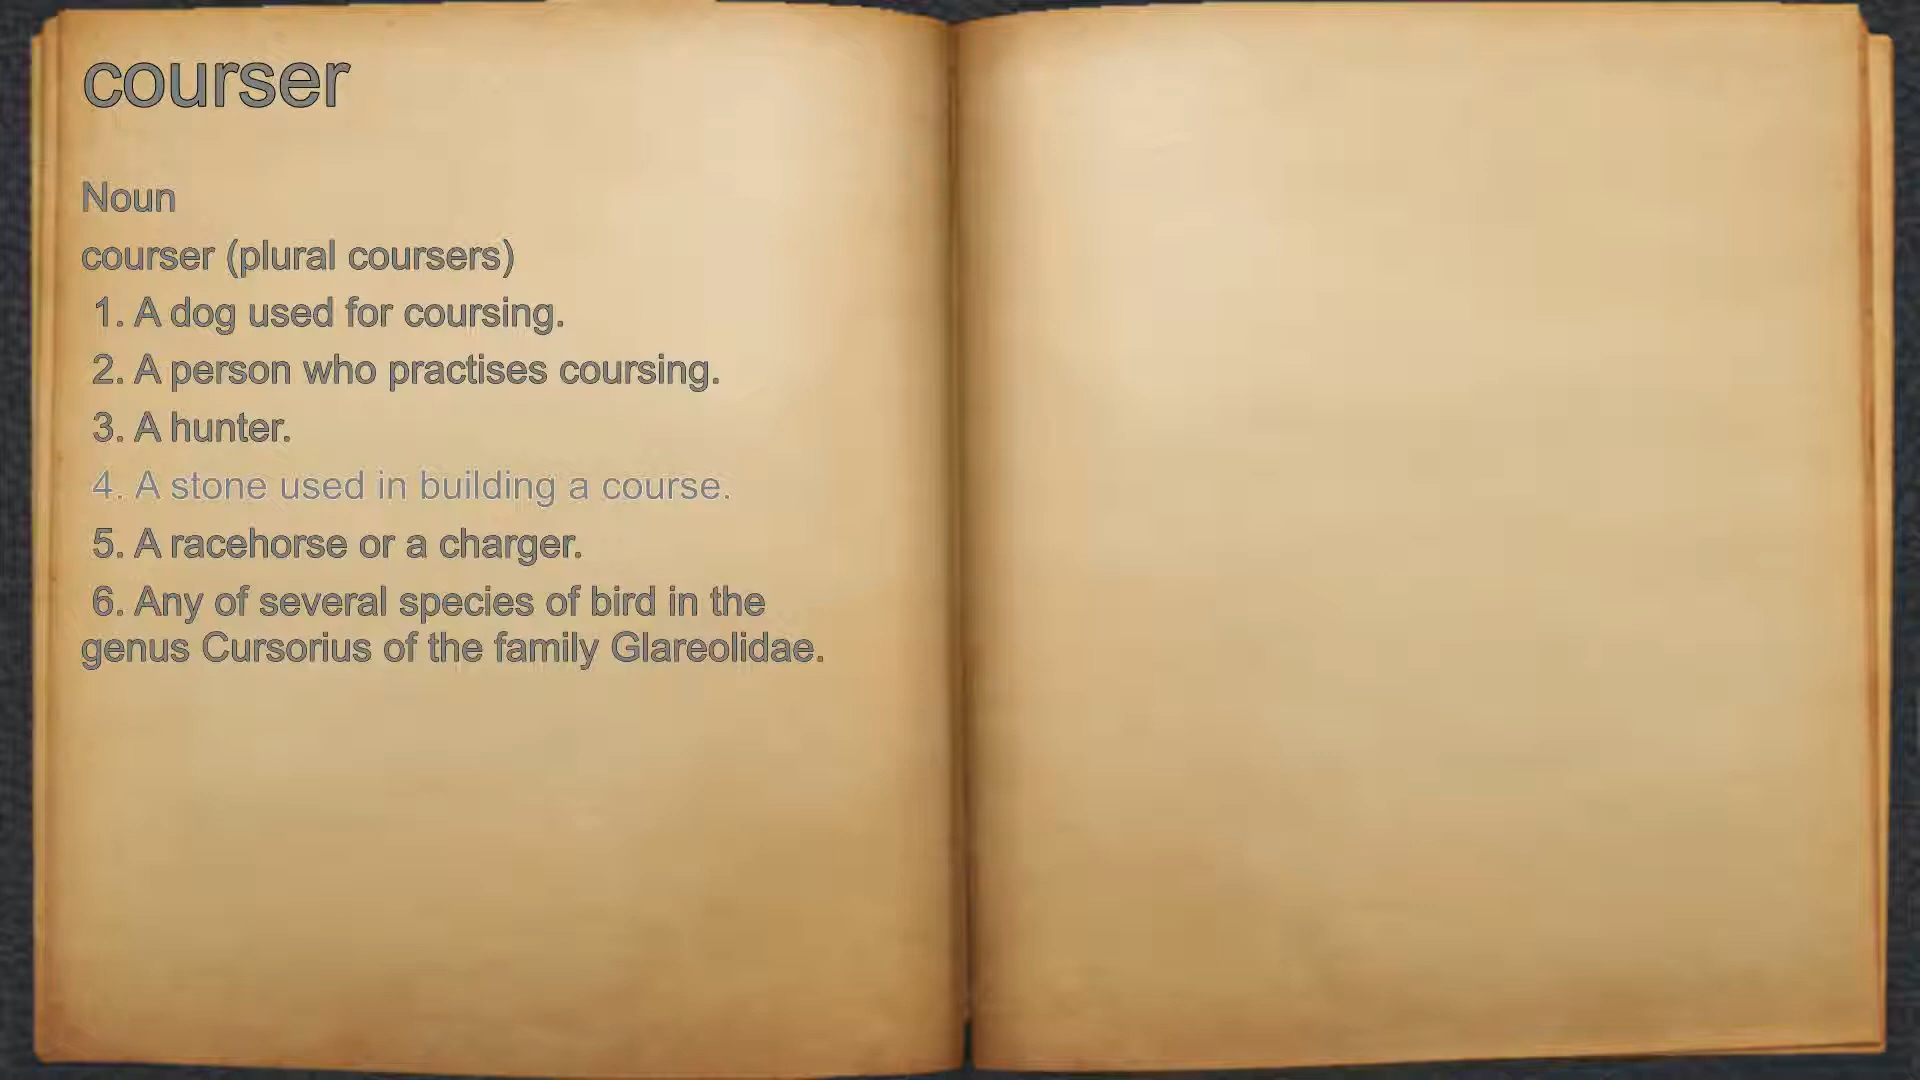 courser
Noun
courser (plural coursers)
1. A dog used for coursing.
2. A person who practises coursing.
3. A hunter.
4. A stone used in building a course.
5. A racehorse or a charger.
6. Any of several species of bird in the
genus Cursorius of the family Glareolidae.